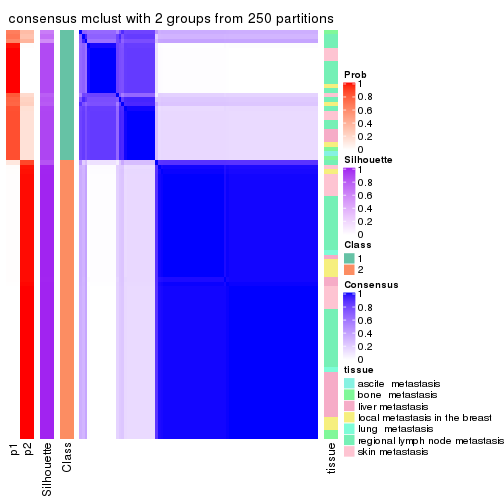 consensus mclust with 2 groups from 250 partitions
Prob
1
0.8
0.6
0.4
0.2
0
Silhouette
1
0.8
0.6
0.4
0.2
0
Class
1
2
Consensus
1
0.8
0.6
0.4
0.2
0
tissue
ascite metastasis
bone metastasis
liver metastasis
local metastasis in the breast
lung metastasis
regional lymph node metastasis
skin metastasis
p1
p2
Silhouette
Class
tissue